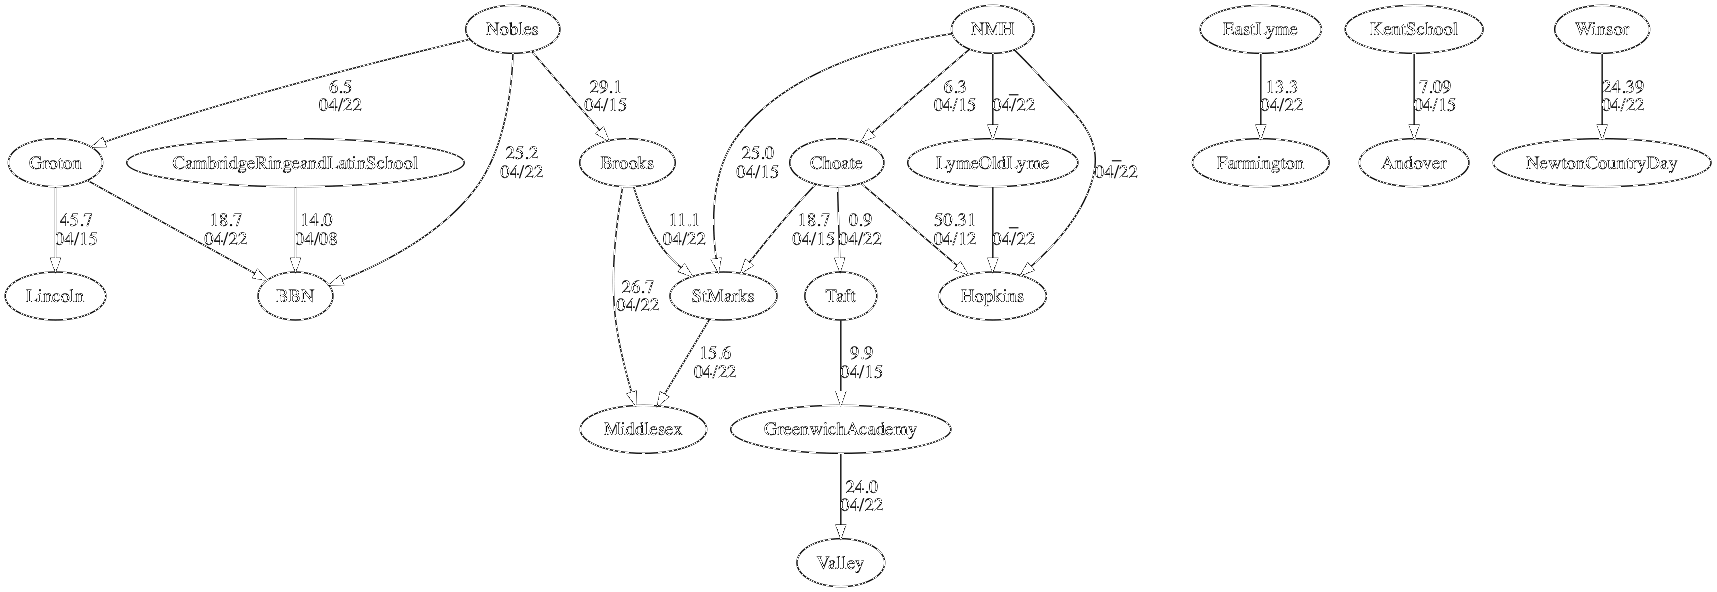 Nobles
NMH
EastLyme
KentSchool
Winsor
6.5
04/22
29.1
04/15
6.3
04/15
–
04/22
13.3
04/22
7.09
04/15
24.39
04/22
Groton
CambridgeRingeandLatinSchool
25.2
04/22
Brooks
25.0
04/15
Choate
LymeOldLyme
–
04/22
Farmington
Andover
NewtonCountryDay
45.7
04/15
18.7
04/22
14.0
04/08
11.1
04/22
18.7
04/15
0.9
04/22
50.31
04/12
–
04/22
Lincoln
BBN
26.7
04/22
StMarks
Taft
Hopkins
15.6
04/22
9.9
04/15
Middlesex
GreenwichAcademy
24.0
04/22
Valley